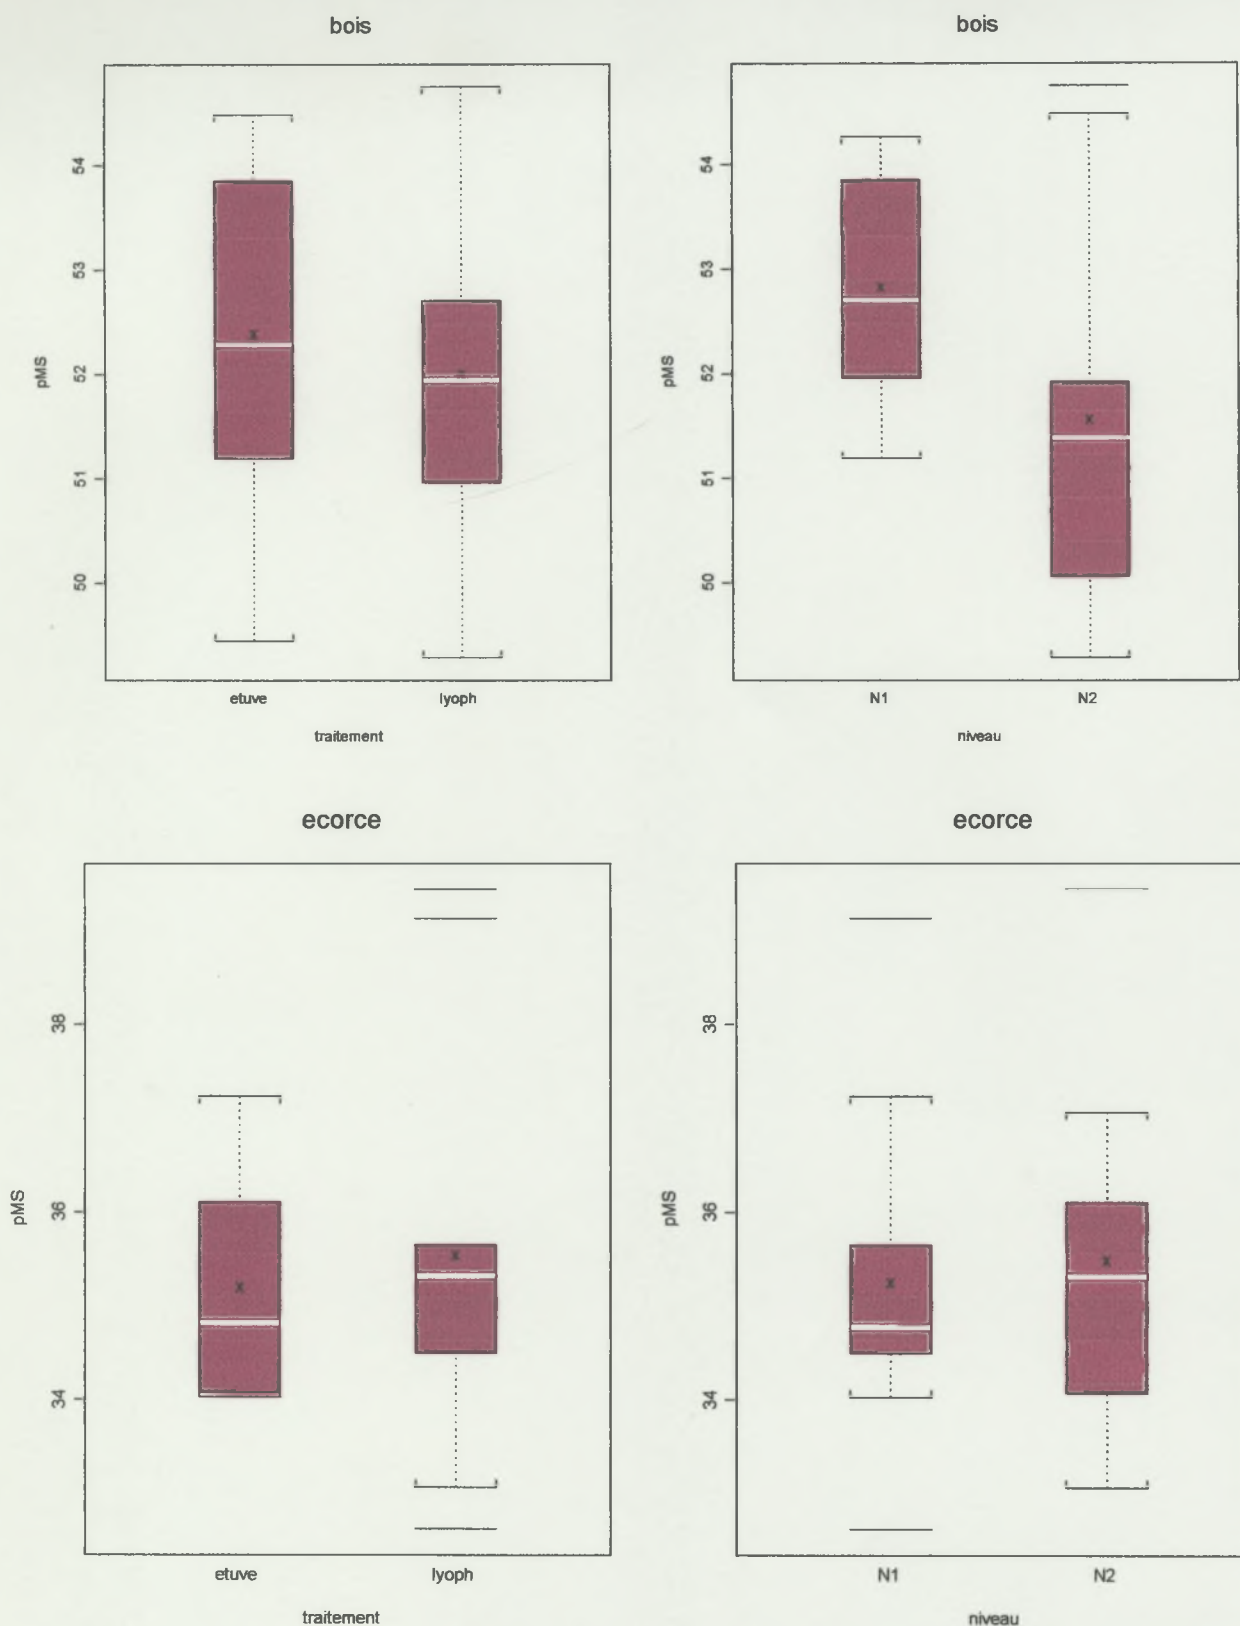 bois
54
53
52
51
50
pMS
etuve lyoph
traitement
bois
54
53
52
51
50
pMS
N1 N2
niveau
ecorce
38
36
34
pMS
etuve lyoph
traitement
ecorce
38
36
34
pMS
N1 N2
niveau